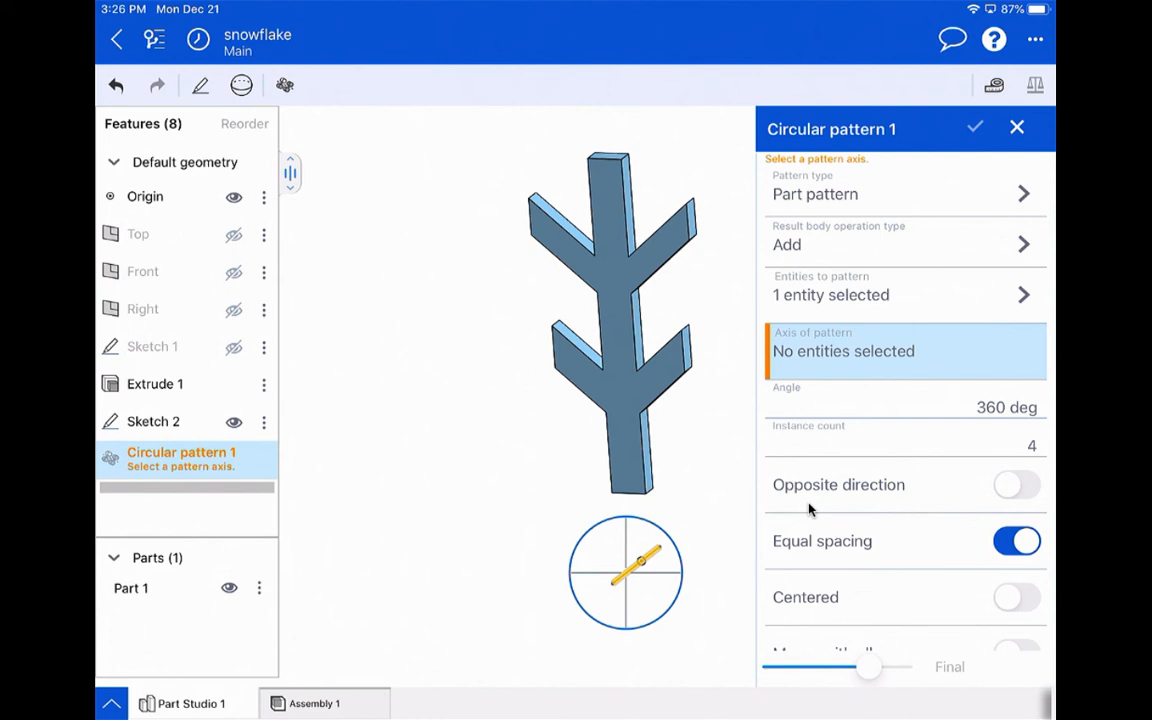 3:26 PM Mon Dec 21
87%
snowflake
Main
?
Features (8)
Reorder
Default geometry
Origin
Top
Front
Right
Sketch 1
Extrude 1
Sketch 2
Circular pattern 1
Select a pattern axis.
Parts (1)
Part 1
Circular pattern 1
Select a pattern axis.
Pattern type
Part pattern
Result body operation type
Add
Entities to pattern
1 entity selected
Axis of pattern
No entities selected
Angle
360 deg
Instance count
4
Opposite direction
Equal spacing
Centered
Final
Part Studio 1
Assembly 1